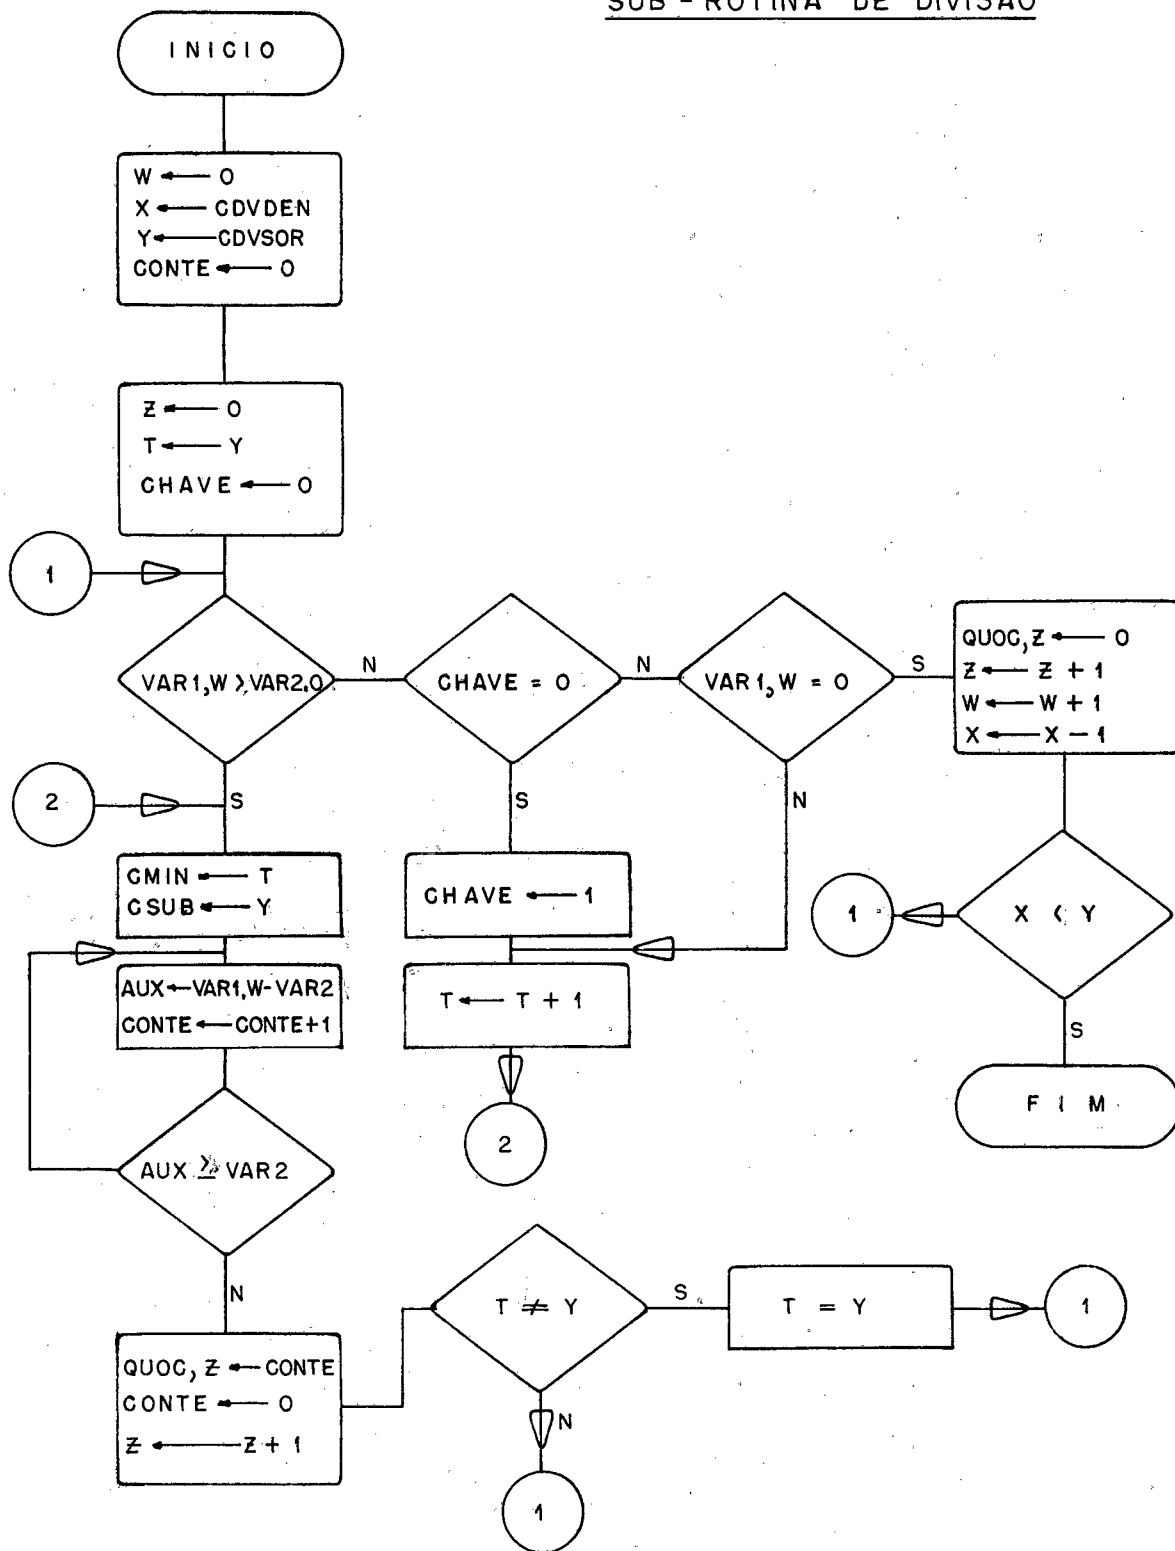 SUB-ROTINA DE DIVISÃO
INICIO
W ← 0
X ← CDVDEN
Y ← CDVSOR
CONTE ← 0
Z ← 0
T ← Y
CHAVE ← 0
1
VAR1,W > VAR2,0
N
CHAVE = 0
N
VAR1,W = 0
S
QUOC,Z ← 0
Z ← Z + 1
W ← W + 1
X ← X - 1
2
S
S
N
CMIN ← T
CSUB ← Y
CHAVE ← 1
1
X < Y
AUX ← VAR1,W-VAR2
CONTE ← CONTE+1
T ← T + 1
S
FIM
2
AUX ≥ VAR2
N
T ≠ Y
S
T = Y
1
QUOC,Z ← CONTE
CONTE ← 0
Z ← Z + 1
N
1